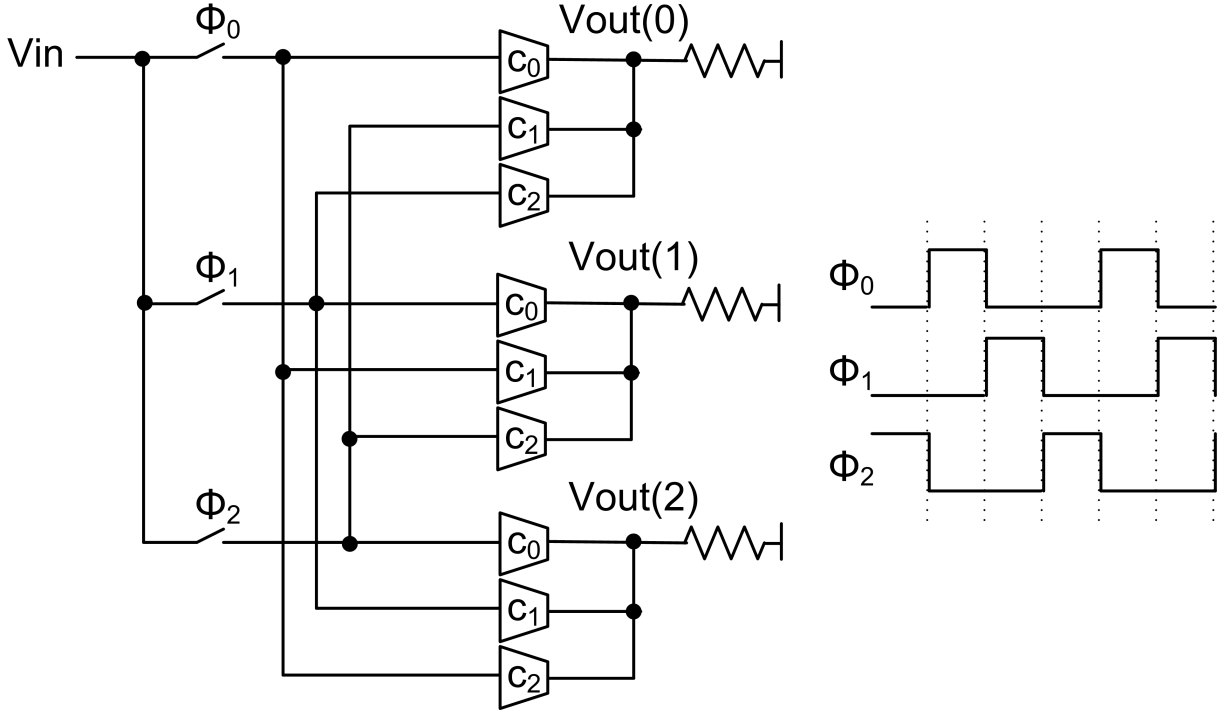 Φ₀ Vout(0)
Vin
c₀
c₁
c₂
Φ₁ Vout(1)
c₀
c₁
c₂
Φ₂ Vout(2)
c₀
c₁
c₂
Φ₀
Φ₁
Φ₂